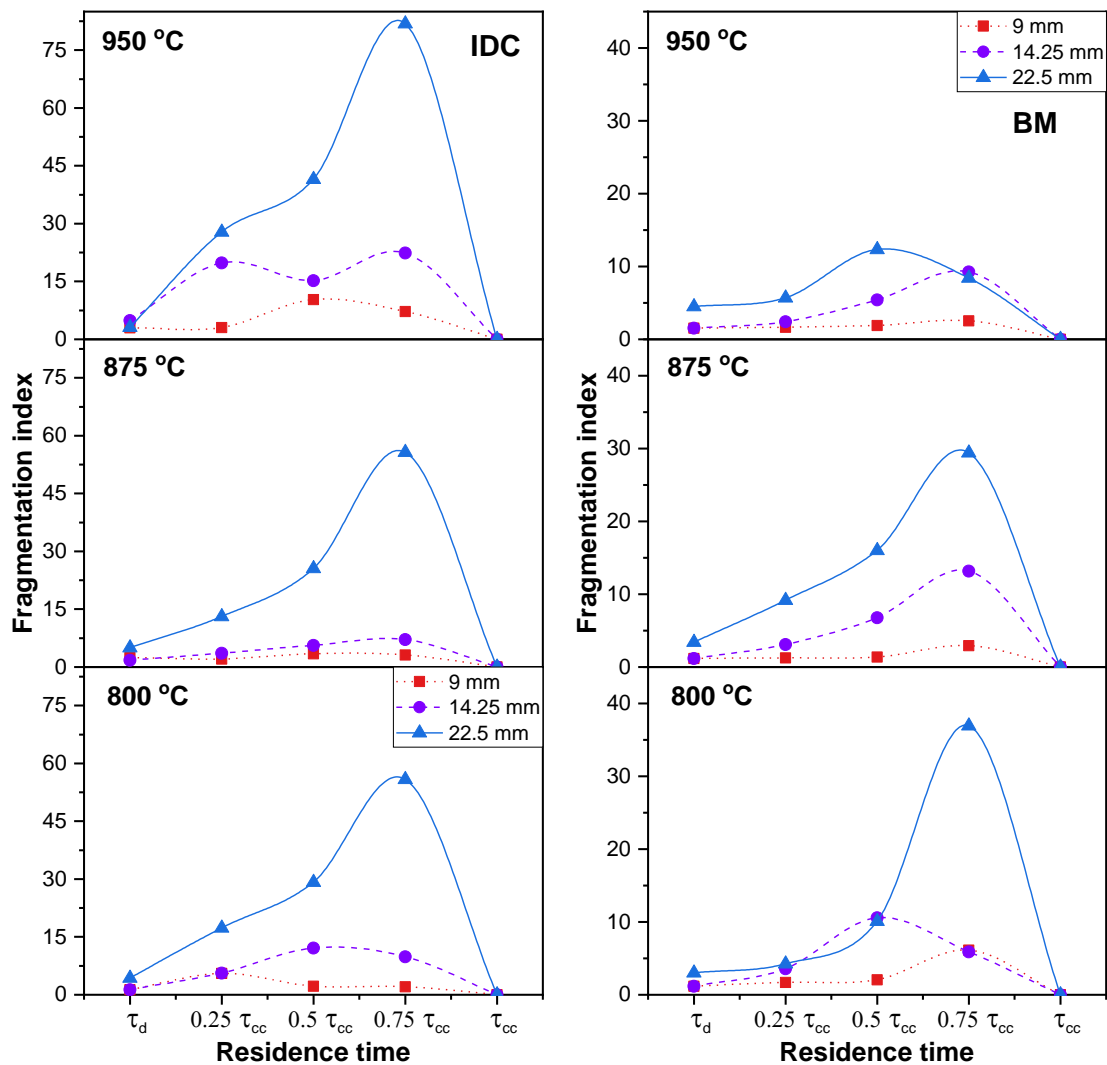 950 °C
IDC
75
60
45
30
15
0
875 °C
75
60
45
30
15
0
800 °C
9 mm
14.25 mm
22.5 mm
75
60
45
30
15
0
Fragmentation index
τd 0.25 τcc 0.5 τcc 0.75 τcc τcc
Residence time
950 °C
9 mm
14.25 mm
22.5 mm
BM
40
30
20
10
0
875 °C
40
30
20
10
0
800 °C
40
30
20
10
0
Fragmentation index
τd 0.25 τcc 0.5 τcc 0.75 τcc τcc
Residence time